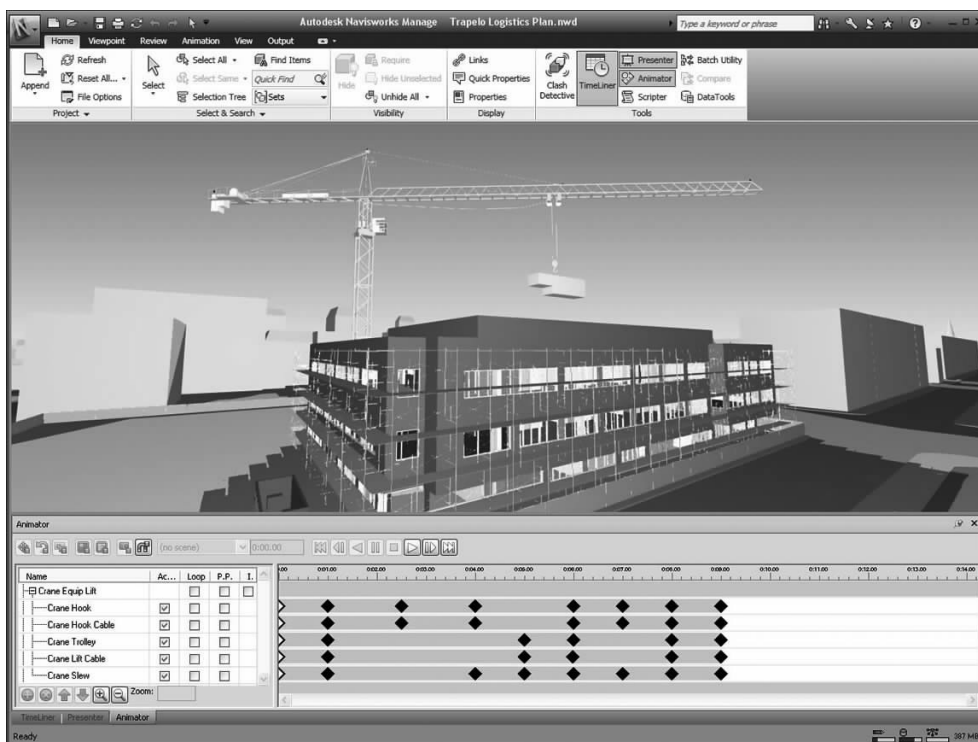 Autodesk Navisworks Manage Trapelo Logistics Plan.nwd Type a keyword or phrase
Home Viewpoint Review Animation View Output
Append Refresh Select Select All Find Items Hide Require Links Clash Detective TimeLiner Presenter Batch Utility
Reset All... Select Same Quick Find Hide Unselected Quick Properties Animator Compare
File Options Selection Tree Sets Unhide All Properties Scripter DataTools
Project Select & Search Visibility Display Tools
Animator
(no scene) 0:00.00
Name Ac... Loop P.P. I. 0:01.00 0:02.00 0:03.00 0:04.00 0:05.00 0:06.00 0:07.00 0:08.00 0:09.00 0:10.00 0:11.00 0:12.00 0:13.00 0:14.00
Crane Equip Lift
Crane Hook
Crane Hook Cable
Crane Trolley
Crane Lift Cable
Crane Slew
Zoom:
TimeLiner Presenter Animator
Ready 387 MB